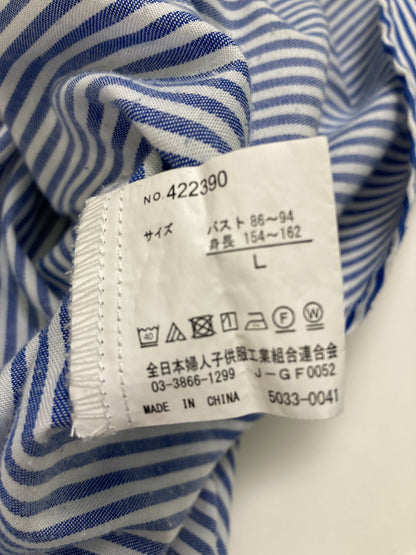 NO. 422390
サイズ バスト 86～94
身長 154～162
L
40 F W
全日本婦人子供服工業組合連合会
03-3866-1299 J-GF0052
MADE IN CHINA 5033-0041